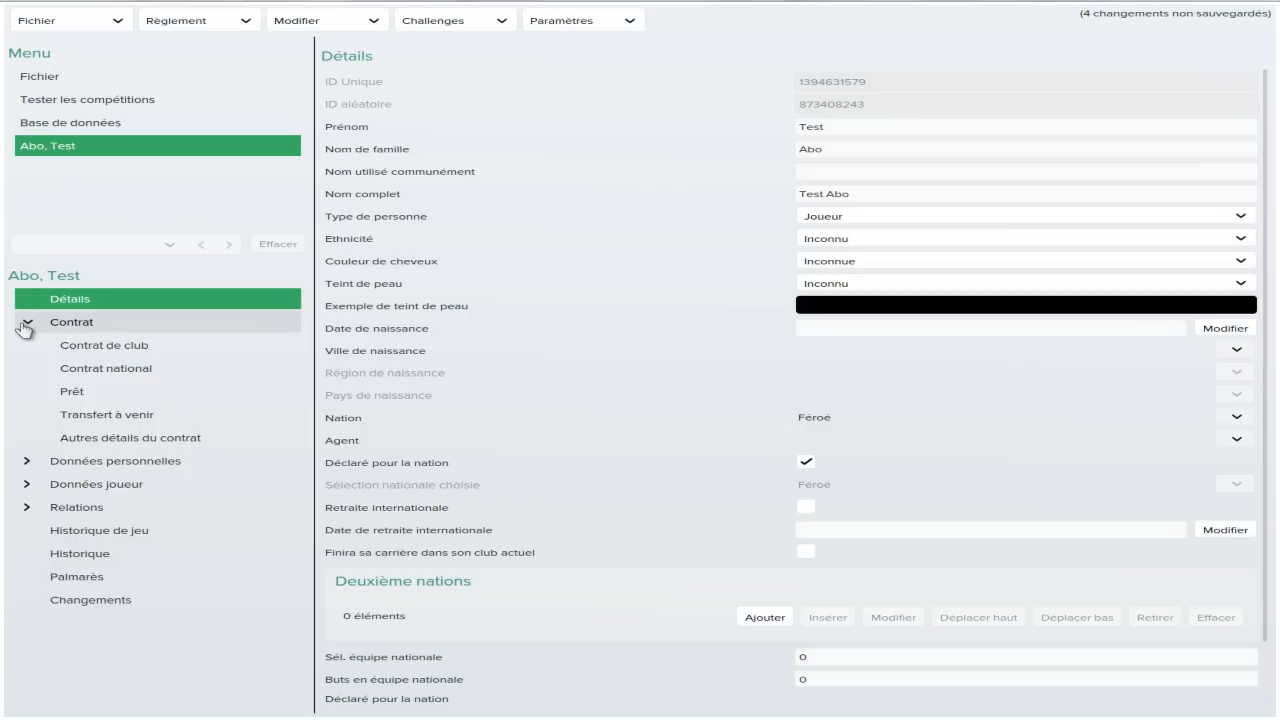 Fichier Règlement Modifier Challenges Paramètres (4 changements non sauvegardés)
Menu
Fichier
Tester les compétitions
Base de données
Abo, Test
Effacer
Abo, Test
Détails
Contrat
Contrat de club
Contrat national
Prêt
Transfert à venir
Autres détails du contrat
Données personnelles
Données joueur
Relations
Historique de jeu
Historique
Palmarès
Changements
Détails
ID Unique 1394631579
ID aléatoire 873408243
Prénom Test
Nom de famille Abo
Nom utilisé communément
Nom complet Test Abo
Type de personne Joueur
Ethnicité Inconnu
Couleur de cheveux Inconnue
Teint de peau Inconnu
Exemple de teint de peau
Date de naissance Modifier
Ville de naissance
Région de naissance
Pays de naissance
Nation Féroé
Agent
Déclaré pour la nation
Sélection nationale choisie Féroé
Retraite internationale
Date de retraite internationale Modifier
Finira sa carrière dans son club actuel
Deuxième nations
0 éléments Ajouter Insérer Modifier Déplacer haut Déplacer bas Retirer Effacer
Sél. équipe nationale 0
Buts en équipe nationale 0
Déclaré pour la nation